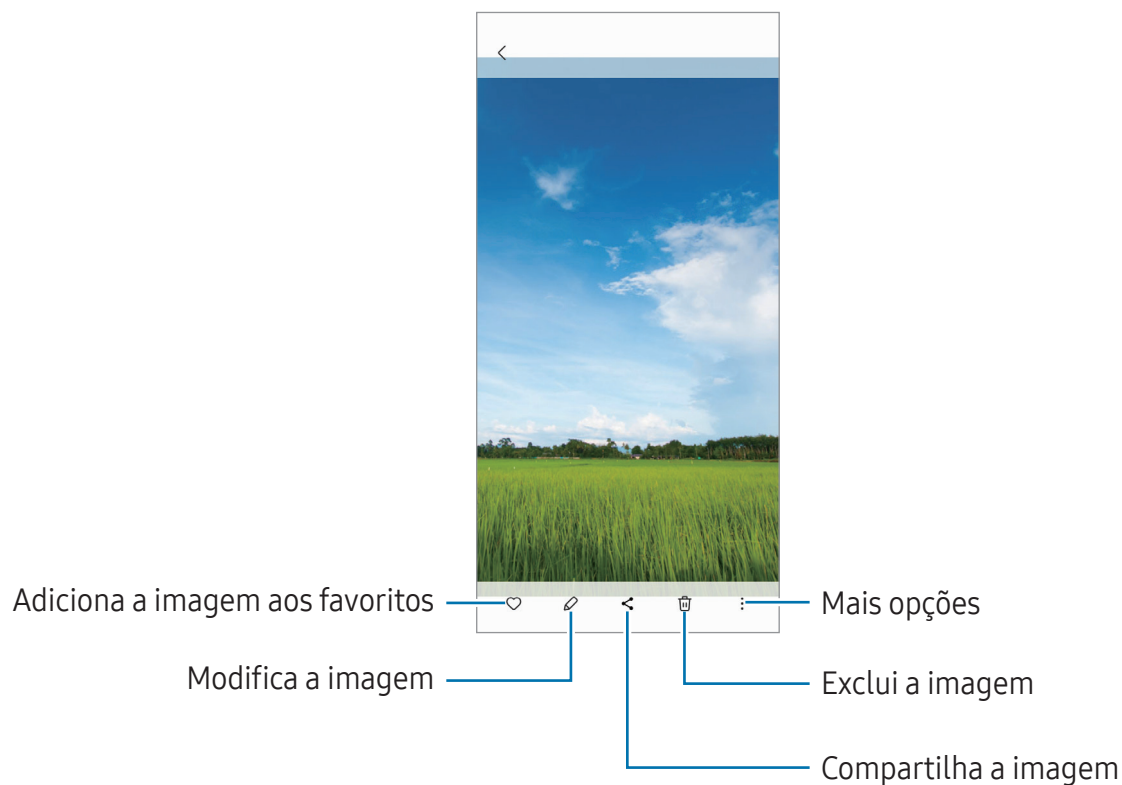 Adiciona a imagem aos favoritos
Mais opções
Modifica a imagem
Exclui a imagem
Compartilha a imagem